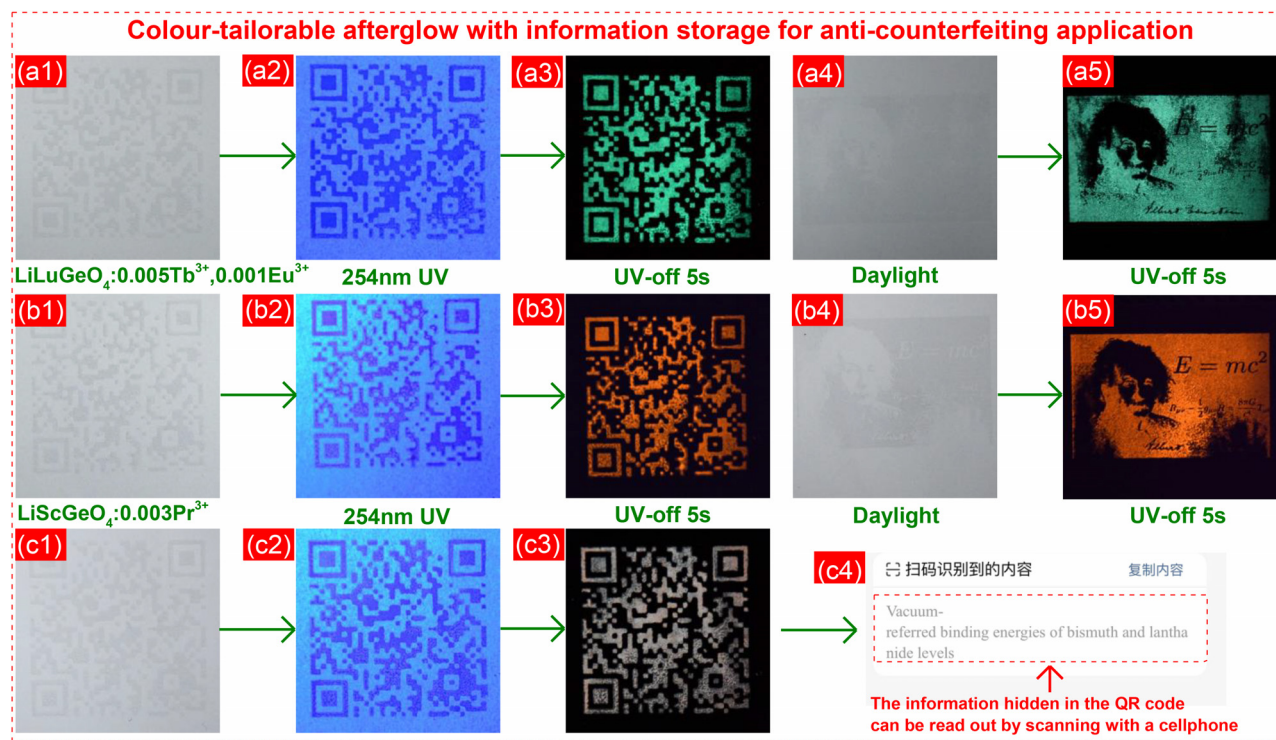 Colour-tailorable afterglow with information storage for anti-counterfeiting application
(a1)
(a2)
(a3)
(a4)
(a5)
E = mc²
LiLuGeO₄:0.005Tb³⁺,0.001Eu³⁺
254nm UV
UV-off 5s
Daylight
UV-off 5s
(b1)
(b2)
(b3)
(b4)
E = mc²
(b5)
E = mc²
LiScGeO₄:0.003Pr³⁺
254nm UV
UV-off 5s
Daylight
UV-off 5s
(c1)
(c2)
(c3)
(c4)
扫码识别到的内容
复制内容
Vacuum-
referred binding energies of bismuth and lantha
nide levels
The information hidden in the QR code
can be read out by scanning with a cellphone